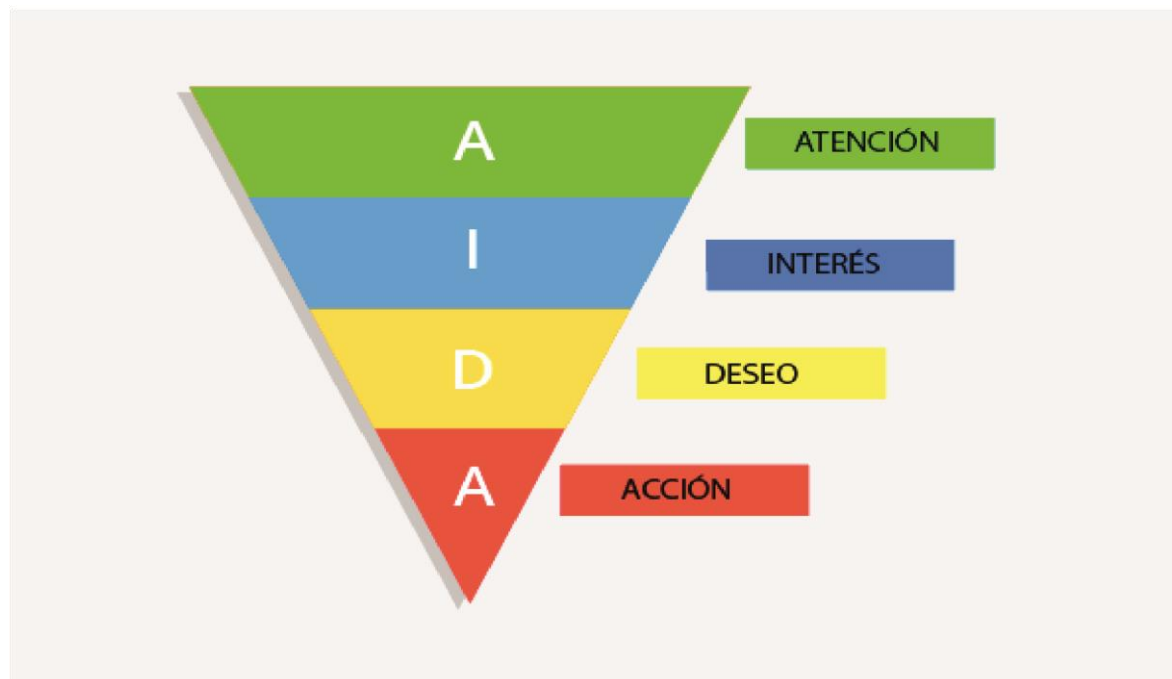 A
ATENCIÓN
I
INTERÉS
D
DESEO
A
ACCIÓN